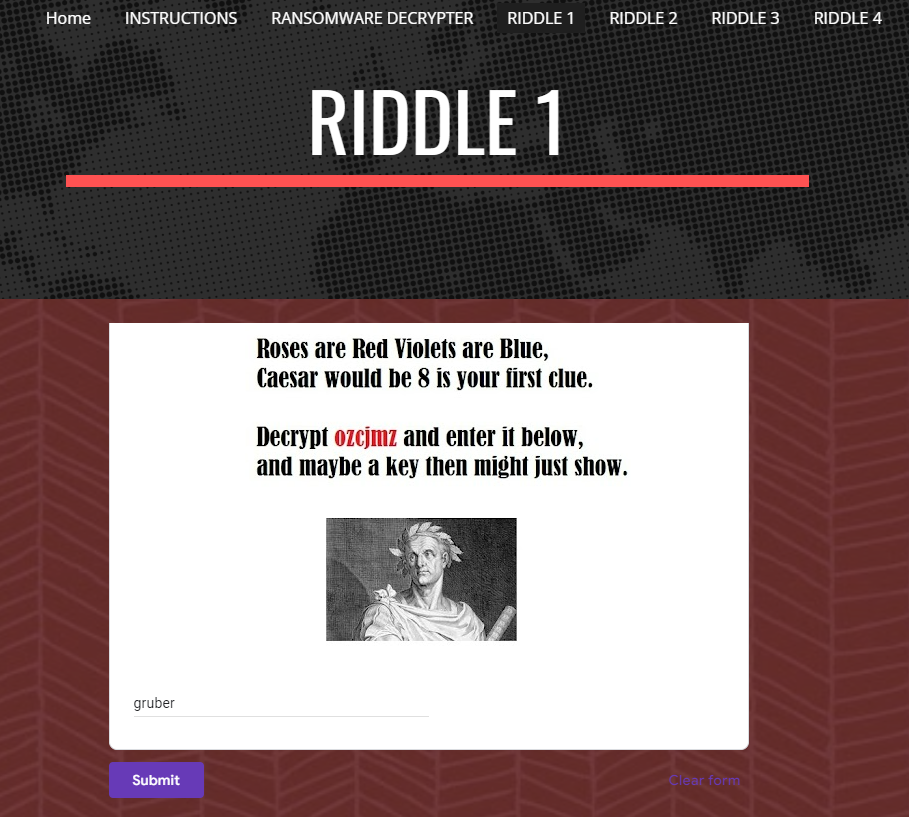 Home INSTRUCTIONS RANSOMWARE DECRYPTER RIDDLE 1 RIDDLE 2 RIDDLE 3 RIDDLE 4
RIDDLE 1
Roses are Red Violets are Blue,
Caesar would be 8 is your first clue.
Decrypt ozcjmz and enter it below,
and maybe a key then might just show.
gruber
Submit Clear form